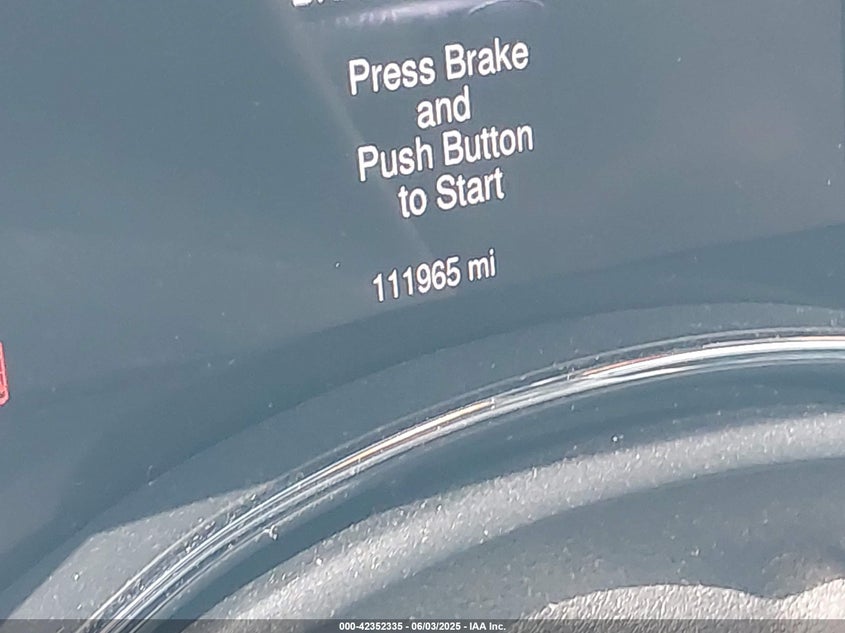 Press Brake
and
Push Button
to Start
111965 mi
000-42352335 - 06/03/2025 - IAA Inc.